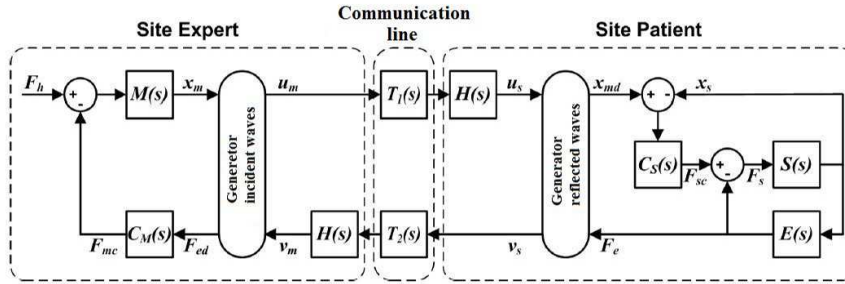 Communication
line
Site Expert
Site Patient
F_h
+
-
M(s)
x_m
Generetor
incident waves
u_m
T_1(s)
H(s)
u_s
Generator
reflected waves
x_md
+
-
x_s
C_S(s)
F_sc
+
-
F_s
S(s)
F_mc
C_M(s)
F_ed
v_m
H(s)
T_2(s)
v_s
F_e
E(s)